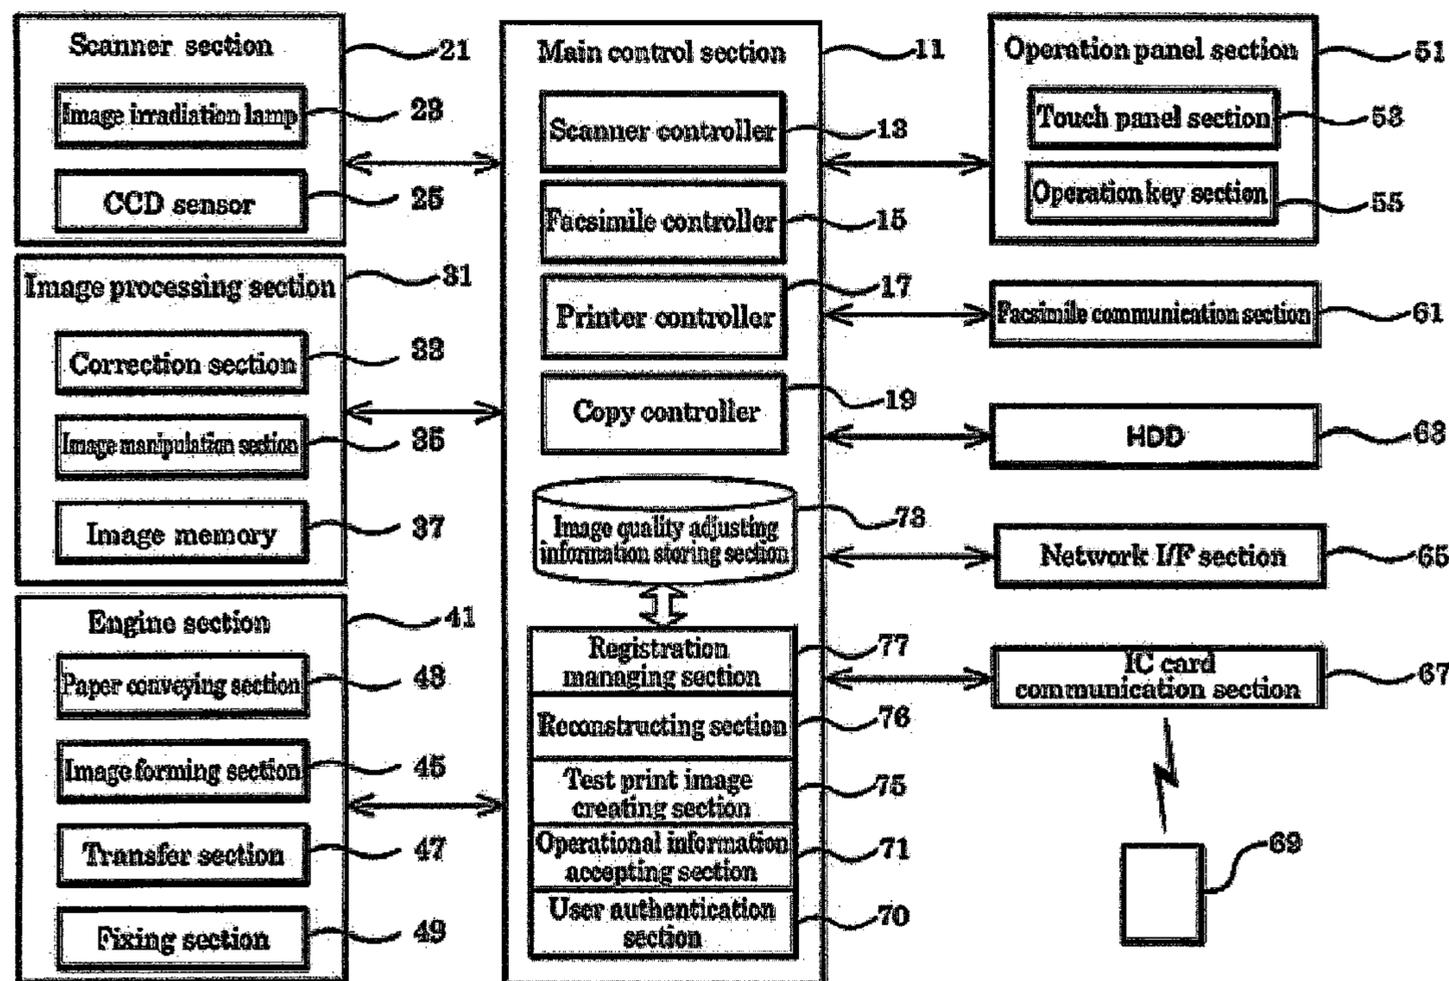 Scanner section
21
Image irradiation lamp
23
CCD sensor
25
Image processing section
31
Correction section
33
Image manipulation section
35
Image memory
37
Engine section
41
Paper conveying section
43
Image forming section
45
Transfer section
47
Fixing section
49
Main control section
11
Scanner controller
13
Facsimile controller
15
Printer controller
17
Copy controller
19
Image quality adjusting
information storing section
73
Registration
managing section
77
Reconstructing section
76
Test print image
creating section
75
Operational information
accepting section
71
User authentication
section
70
Operation panel section
51
Touch panel section
53
Operation key section
55
Facsimile communication section
61
HDD
63
Network I/F section
65
IC card
communication section
67
69